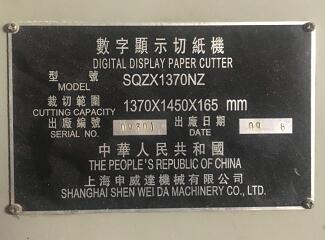 數字顯示切紙機
DIGITAL DISPLAY PAPER CUTTER
型 號 SQZX1370NZ
MODEL
裁切範圍 1370X1450X165 mm
CUTTING CAPACITY
出廠編號 09301 出廠日期 09 6
SERIAL NO. DATE
中華人民共和國
THE PEOPLE'S REPUBLIC OF CHINA
上海申威達機械有限公司
SHANGHAI SHEN WEI DA MACHINERY CO., LTD.